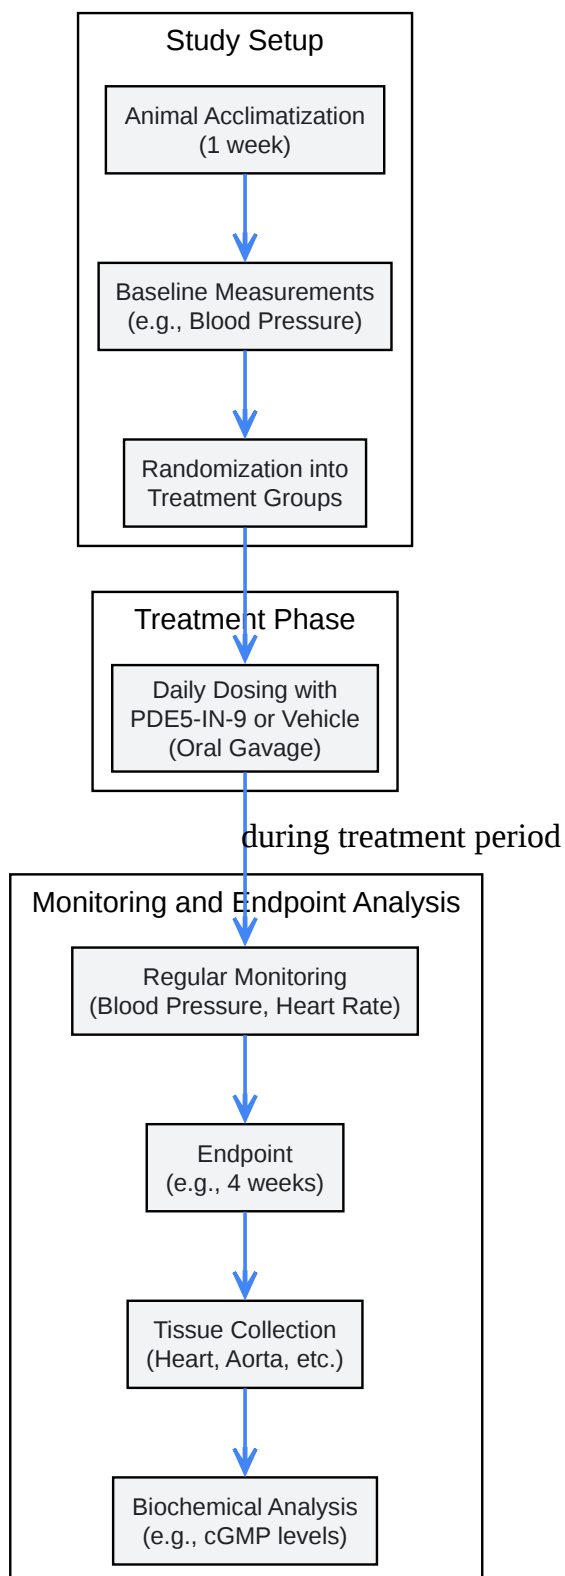 Study Setup
Animal Acclimatization
(1 week)
Baseline Measurements
(e.g., Blood Pressure)
Randomization into
Treatment Groups
Treatment Phase
Daily Dosing with
PDE5-IN-9 or Vehicle
(Oral Gavage)
during treatment period
Monitoring and Endpoint Analysis
Regular Monitoring
(Blood Pressure, Heart Rate)
Endpoint
(e.g., 4 weeks)
Tissue Collection
(Heart, Aorta, etc.)
Biochemical Analysis
(e.g., cGMP levels)